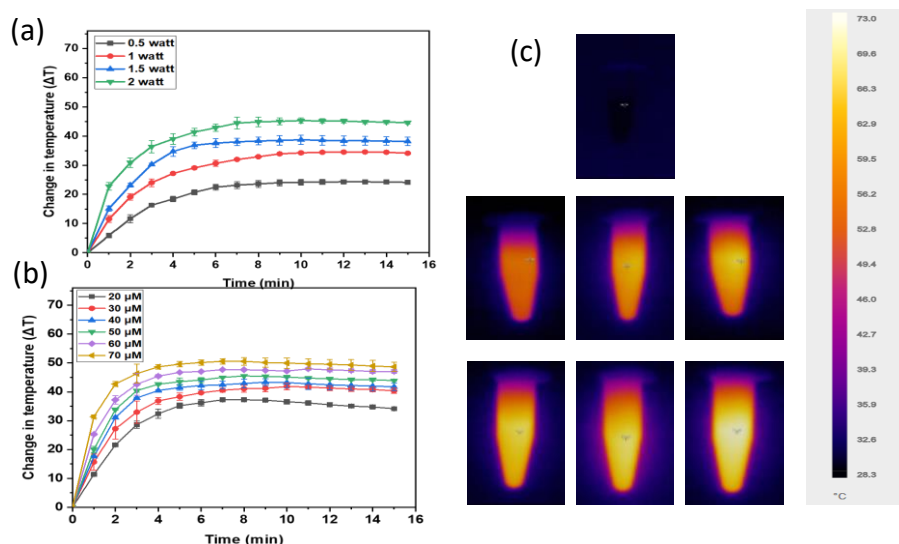 (a)
0.5 watt
1 watt
1.5 watt
2 watt
Change in temperature (ΔT)
70
60
50
40
30
20
10
0
0 2 4 6 8 10 12 14 16
Time (min)
(b)
20 μM
30 μM
40 μM
50 μM
60 μM
70 μM
Change in temperature (ΔT)
70
60
50
40
30
20
10
0
0 2 4 6 8 10 12 14 16
Time (min)
(c)
73.0
69.6
66.3
62.8
59.5
56.2
52.8
49.4
46.0
42.7
39.3
35.9
32.6
28.3
°C